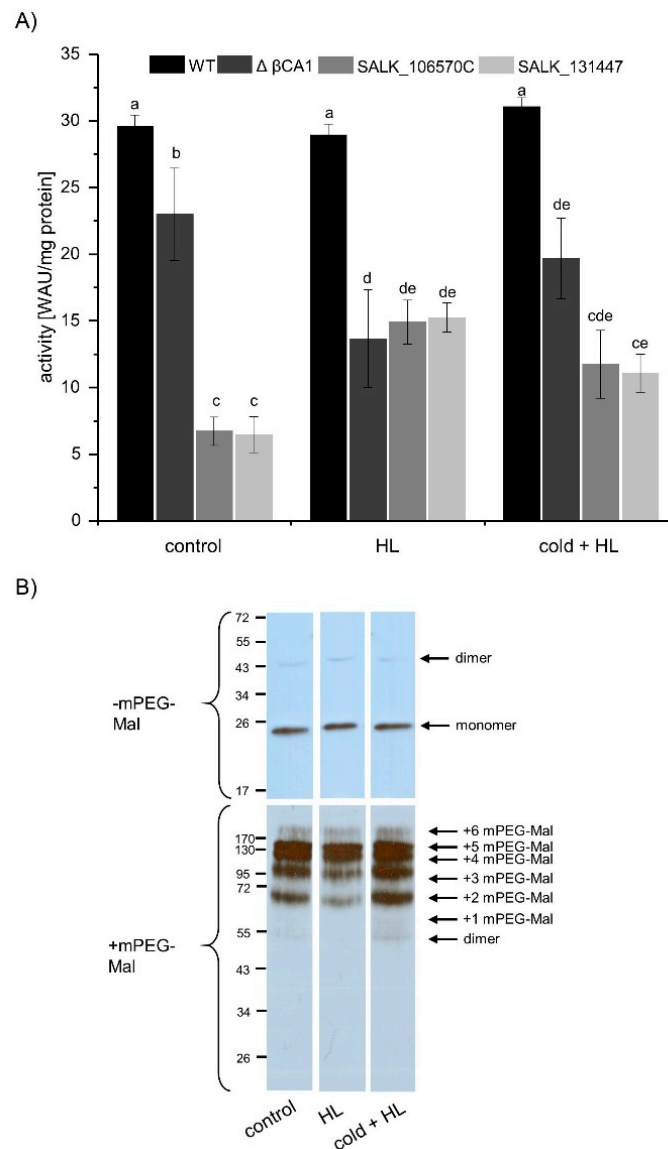 A)
35
30
25
20
15
10
5
0
activity [WAU/mg protein]
WT Δ βCA1 SALK_106570C SALK_131447
a b c c
a d de de
a de cde ce
control HL cold + HL
B)
-mPEG-
Mal
72
55
43
34
26
17
dimer
monomer
+mPEG-
Mal
170
130
95
72
55
43
34
26
+6 mPEG-Mal
+5 mPEG-Mal
+4 mPEG-Mal
+3 mPEG-Mal
+2 mPEG-Mal
+1 mPEG-Mal
dimer
control HL cold + HL